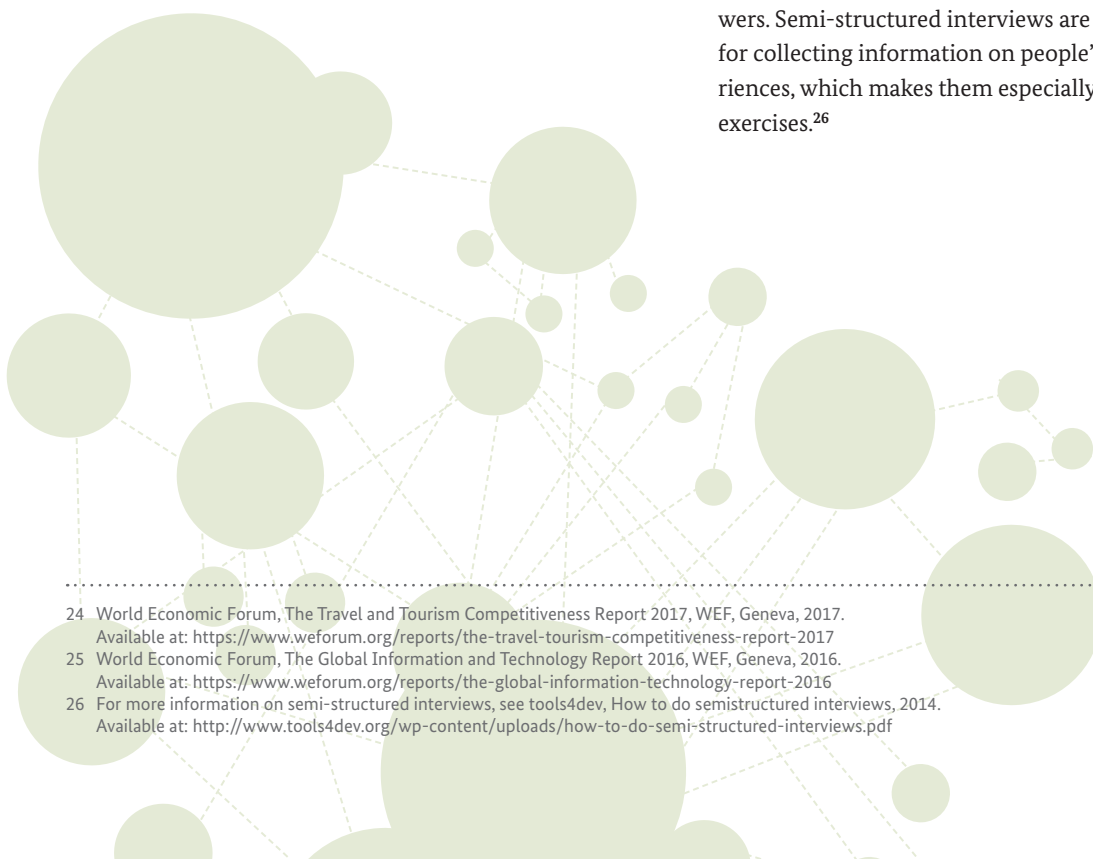 wers. Semi-structured interviews are
for collecting information on people’
riences, which makes them especially
exercises.26
24 World Economic Forum, The Travel and Tourism Competitiveness Report 2017, WEF, Geneva, 2017.
Available at: https://www.weforum.org/reports/the-travel-tourism-competitiveness-report-2017
25 World Economic Forum, The Global Information and Technology Report 2016, WEF, Geneva, 2016.
Available at: https://www.weforum.org/reports/the-global-information-technology-report-2016
26 For more information on semi-structured interviews, see tools4dev, How to do semistructured interviews, 2014.
Available at: http://www.tools4dev.org/wp-content/uploads/how-to-do-semi-structured-interviews.pdf